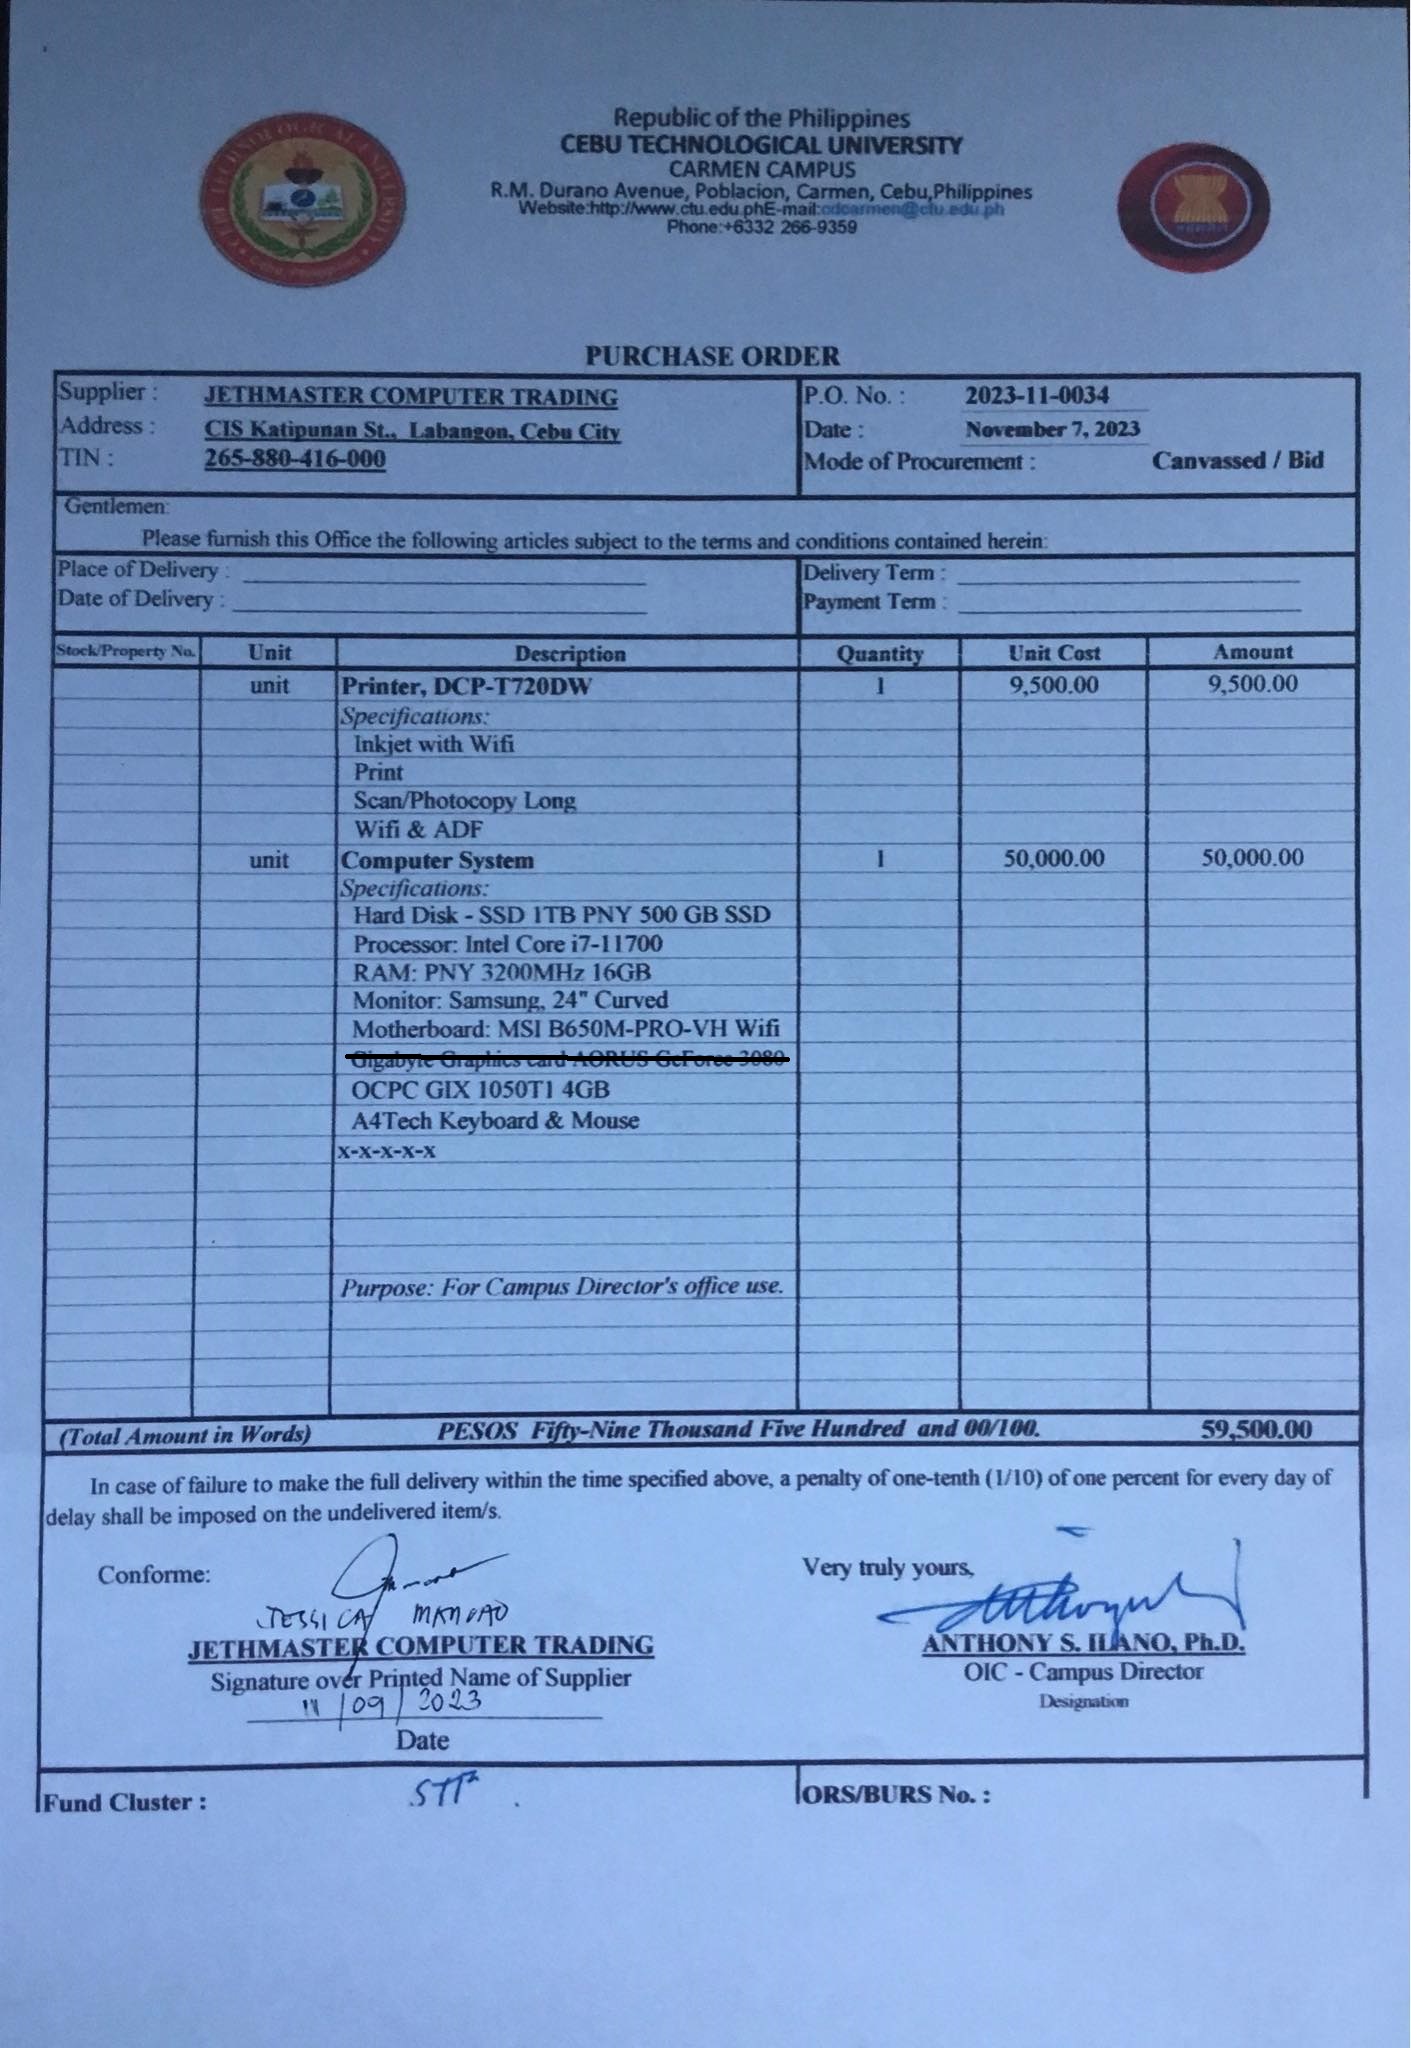 Republic of the Philippines
CEBU TECHNOLOGICAL UNIVERSITY
CARMEN CAMPUS
R.M. Durano Avenue, Poblacion, Carmen, Cebu,Philippines
Website:http://www.ctu.edu.phE-mail:cdcarmen@ctu.edu.ph
Phone:+6332 266-9359
PURCHASE ORDER
Supplier : JETHMASTER COMPUTER TRADING P.O. No. : 2023-11-0034
Address : CIS Katipunan St., Labangon, Cebu City Date : November 7, 2023
TIN : 265-880-416-000 Mode of Procurement : Canvassed / Bid
Gentlemen:
Please furnish this Office the following articles subject to the terms and conditions contained herein:
Place of Delivery : Delivery Term :
Date of Delivery : Payment Term :
Stock/Property No. Unit Description Quantity Unit Cost Amount
unit Printer, DCP-T720DW 1 9,500.00 9,500.00
Specifications:
Inkjet with Wifi
Print
Scan/Photocopy Long
Wifi & ADF
unit Computer System 1 50,000.00 50,000.00
Specifications:
Hard Disk - SSD 1TB PNY 500 GB SSD
Processor: Intel Core i7-11700
RAM: PNY 3200MHz 16GB
Monitor: Samsung, 24" Curved
Motherboard: MSI B650M-PRO-VH Wifi
Gigabyte Graphics card AORUS GeForce 3080
OCPC GIX 1050T1 4GB
A4Tech Keyboard & Mouse
x-x-x-x-x
Purpose: For Campus Director's office use.
(Total Amount in Words) PESOS Fifty-Nine Thousand Five Hundred and 00/100. 59,500.00
In case of failure to make the full delivery within the time specified above, a penalty of one-tenth (1/10) of one percent for every day of
delay shall be imposed on the undelivered item/s.
Conforme: Very truly yours,
JESSICA
JETHMASTER COMPUTER TRADING ANTHONY S. ILANO, Ph.D.
Signature over Printed Name of Supplier OIC - Campus Director
11/09/2023 Designation
Date
Fund Cluster : ORS/BURS No. :